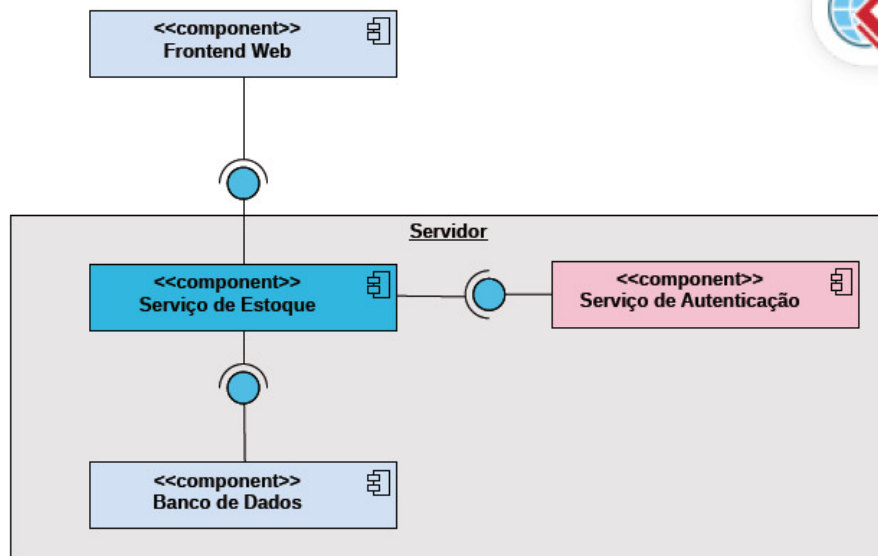 <<component>>
Frontend Web
Servidor
<<component>>
Serviço de Estoque
<<component>>
Serviço de Autenticação
<<component>>
Banco de Dados